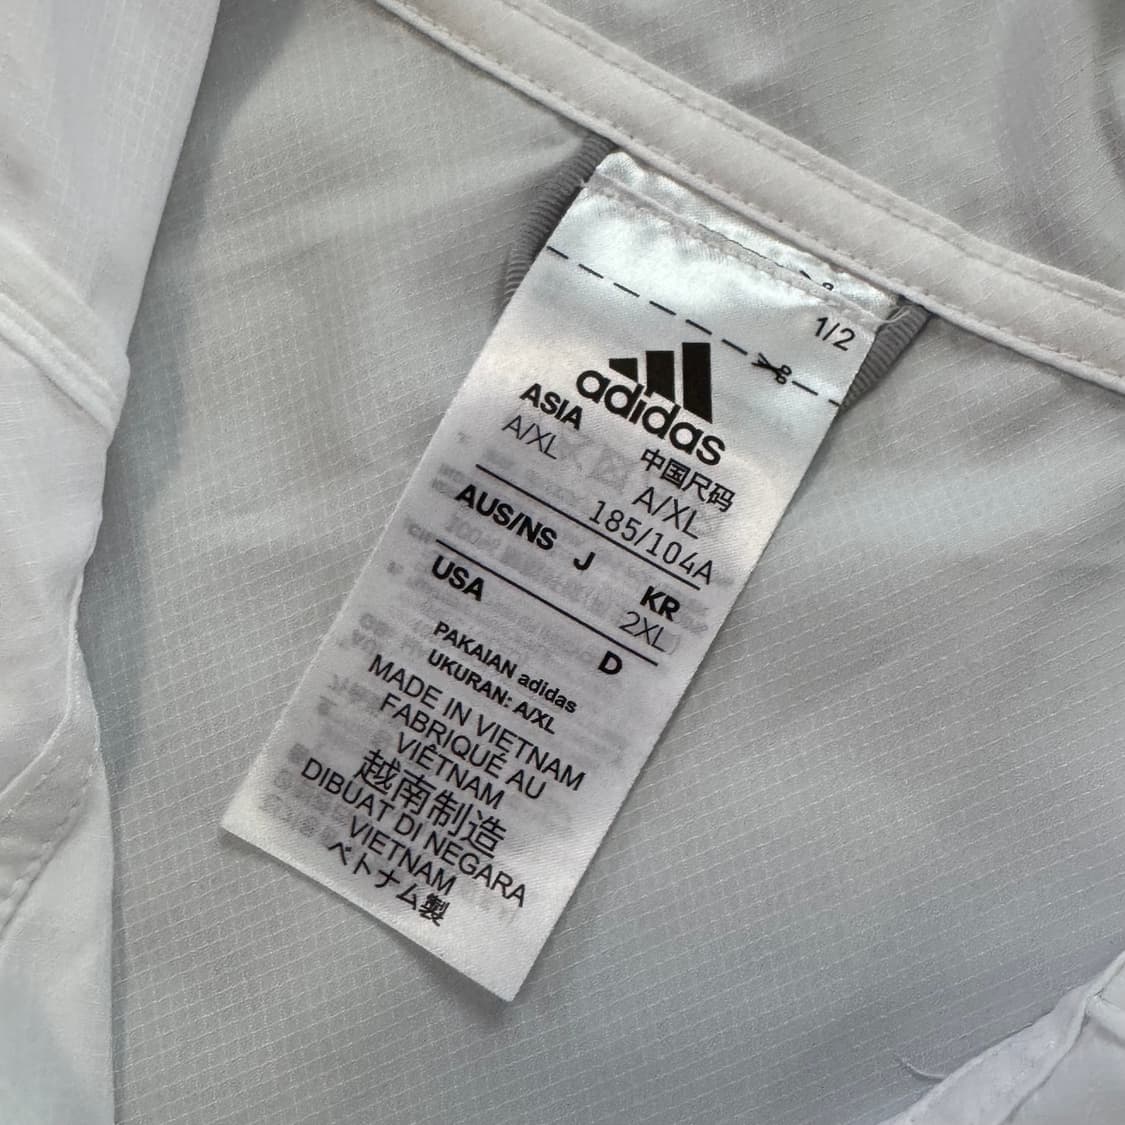 1/2
adidas
ASIA
A/XL
中国尺码
A/XL
185/104A
AUS/NS
J
KR
2XL
USA
D
PAKAIAN adidas
UKURAN: A/XL
MADE IN VIETNAM
FABRIQUÉ AU
VIÊTNAM
越南制造
DIBUAT DI NEGARA
VIETNAM
ベトナム製